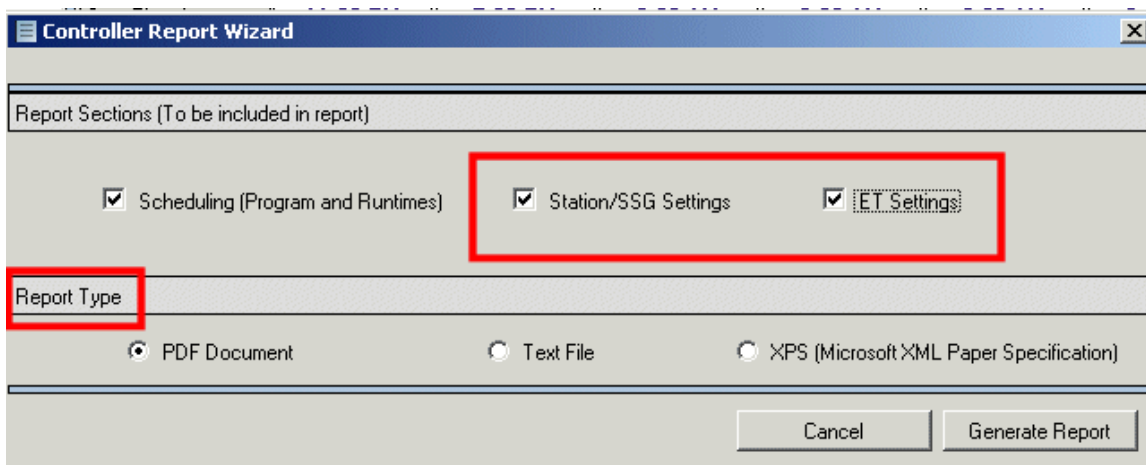 Controller Report Wizard
Report Sections (To be included in report)
Scheduling (Program and Runtimes) Station/SSG Settings ET Settings
Report Type
PDF Document Text File XPS (Microsoft XML Paper Specification)
Cancel Generate Report